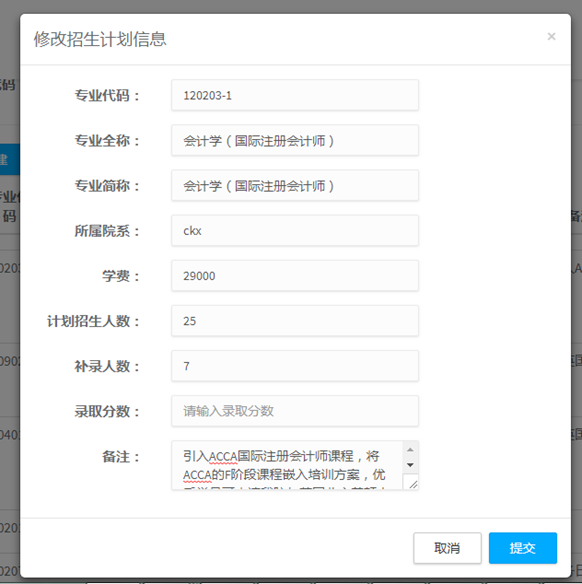 修改招生计划信息 ×
专业代码： 120203-1
专业全称： 会计学（国际注册会计师）
专业简称： 会计学（国际注册会计师）
所属院系： ckx
学费： 29000
计划招生人数： 25
补录人数： 7
录取分数： 请输入录取分数
备注： 引入ACCA国际注册会计师课程，将
ACCA的F阶段课程嵌入培训方案，优
取消 提交